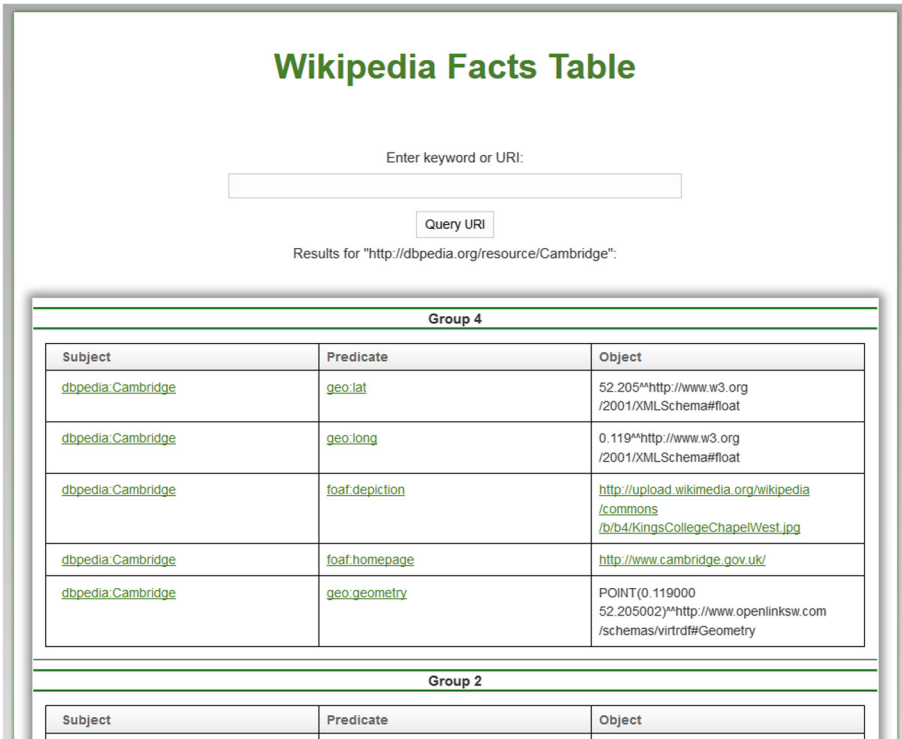 Wikipedia Facts Table
Enter keyword or URI:
Query URI
Results for "http://dbpedia.org/resource/Cambridge":
Group 4
Subject Predicate Object
dbpedia:Cambridge geo:lat 52.205^^http://www.w3.org
/2001/XMLSchema#float
dbpedia:Cambridge geo:long 0.119^^http://www.w3.org
/2001/XMLSchema#float
dbpedia:Cambridge foaf:depiction http://upload.wikimedia.org/wikipedia
/commons
/b/b4/KingsCollegeChapelWest.jpg
dbpedia:Cambridge foaf:homepage http://www.cambridge.gov.uk/
dbpedia:Cambridge geo:geometry POINT(0.119000
52.205002)^^http://www.openlinksw.com
/schemas/virtrdf#Geometry
Group 2
Subject Predicate Object